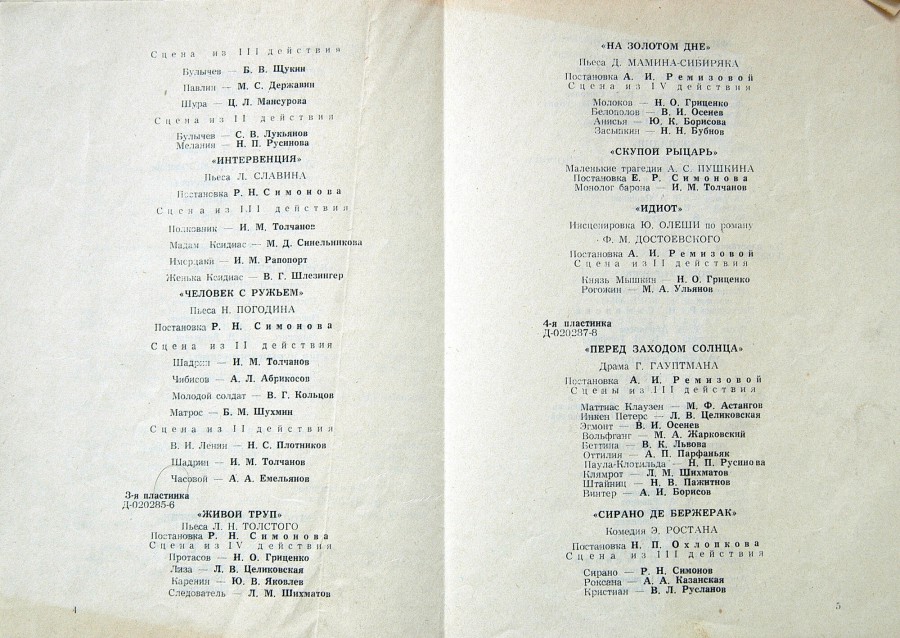 Сцена из III действия
Булычев — Б. В. Щукин
Павлин — М. С. Державин
Шура — Ц. Л. Мансурова
Сцена из II действия
Булычев — С. В. Лукьянов
Мелания — Н. П. Русинова
«ИНТЕРВЕНЦИЯ»
Пьеса Л. СЛАВИНА
Постановка Р. Н. Симонова
Сцена из III действия
Полковник — И. М. Толчанов
Мадам Ксидиас — М. Д. Синельникова
Имерцаки — И. М. Рапопорт
Женька Ксидиас — В. Г. Шлезингер
«ЧЕЛОВЕК С РУЖЬЕМ»
Пьеса Н. ПОГОДИНА
Постановка Р. Н. Симонова
Сцена из II действия
Шадрин — И. М. Толчанов
Чибисов — А. Л. Абрикосов
Молодой солдат — В. Г. Кольцов
Матрос — Б. М. Шухмин
Сцена из II действия
В. И. Ленин — Н. С. Плотников
Шадрин — И. М. Толчанов
Часовой — А. А. Емельянов
3-я пластинка
Д-020285-6
«ЖИВОЙ ТРУП»
Пьеса Л. Н. ТОЛСТОГО
Постановка Р. Н. Симонова
Сцена из IV действия
Протасов — Н. О. Гриценко
Лиза — Л. В. Целиковская
Каренин — Ю. В. Яковлев
Следователь — Л. М. Шихматов
4
«НА ЗОЛОТОМ ДНЕ»
Пьеса Д. МАМИНА-СИБИРЯКА
Постановка А. И. Ремизовой
Сцена из IV действия
Молоков — Н. О. Гриценко
Белополов — В. И. Осенев
Анисья — Ю. К. Борисова
Засыпкин — Н. Н. Бубнов
«СКУПОЙ РЫЦАРЬ»
Маленькие трагедии А. С. ПУШКИНА
Постановка Е. Р. Симонова
Монолог барона — И. М. Толчанов
«ИДИОТ»
Инсценировка Ю. ОЛЕШИ по роману
Ф. М. ДОСТОЕВСКОГО
Постановка А. И. Ремизовой
Сцена из II действия
Князь Мышкин — Н. О. Гриценко
Рогожин — М. А. Ульянов
4-я пластинка
Д-020287-8
«ПЕРЕД ЗАХОДОМ СОЛНЦА»
Драма Г. ГАУПТМАНА
Постановка А. И. Ремизовой
Сцены из III действия
Маттиас Клаузен — М. Ф. Астангов
Инкен Петерс — Л. В. Целиковская
Эгмонт — В. И. Осенев
Вольфганг — М. А. Жарковский
Беттина — В. К. Львова
Оттилия — А. П. Парфаньяк
Паула-Клотильда — Н. П. Русинова
Клямрот — Л. М. Шихматов
Штайниц — Н. В. Пажитнов
Винтер — А. И. Борисов
«СИРАНО ДЕ БЕРЖЕРАК»
Комедия Э. РОСТАНА
Постановка Н. П. Охлопкова
Сцена из III действия
Сирано — Р. Н. Симонов
Роксана — А. А. Казанская
Кристиан — В. Л. Русланов
5